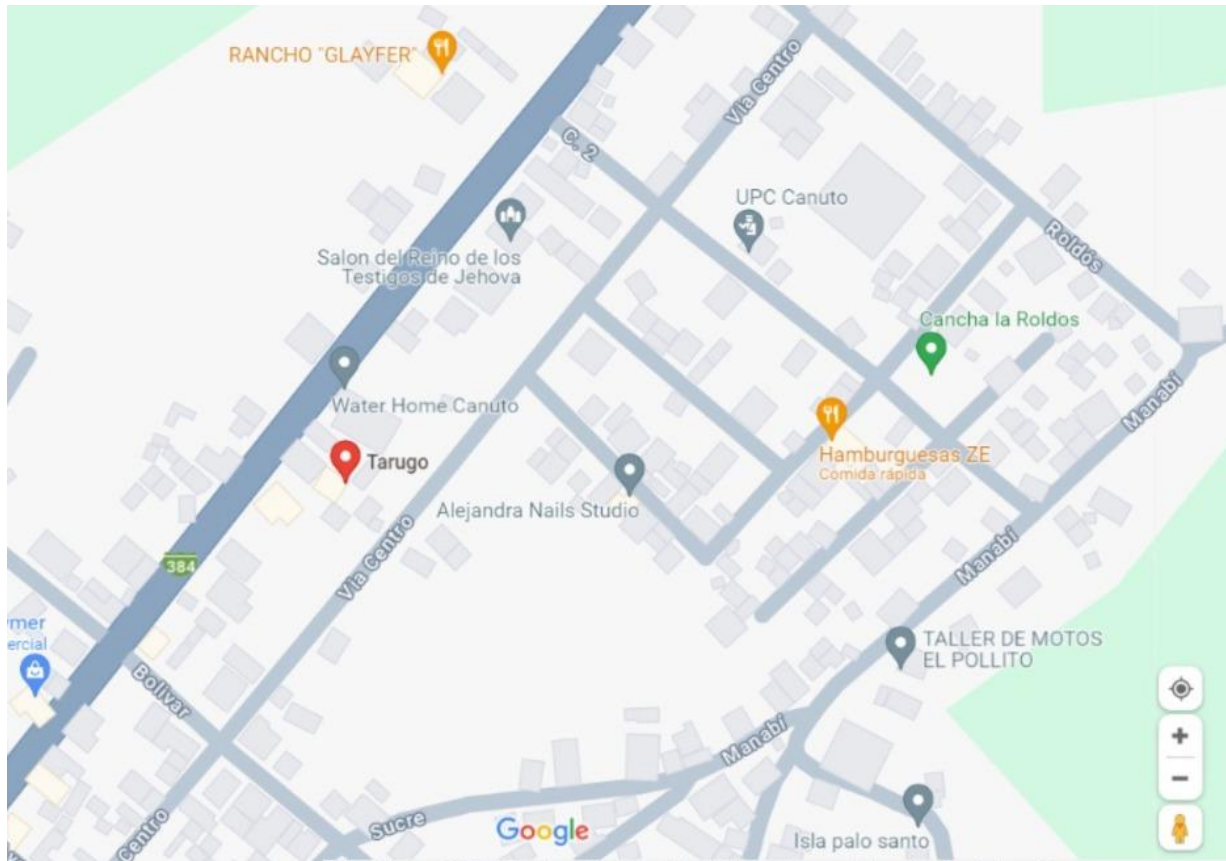 RANCHO "GLAYFER"
Via Centro
C. 2
UPC Canuto
Salon del Reino de los
Testigos de Jehova
Roldós
Cancha la Roldos
Manabí
Water Home Canuto
Tarugo
Hamburguesas ZE
Comida rápida
Alejandra Nails Studio
Via Centro
Manabí
384
mer
ercial
TALLER DE MOTOS
EL POLLITO
Bolívar
Manabí
Sucre
Google
Centro
Isla palo santo